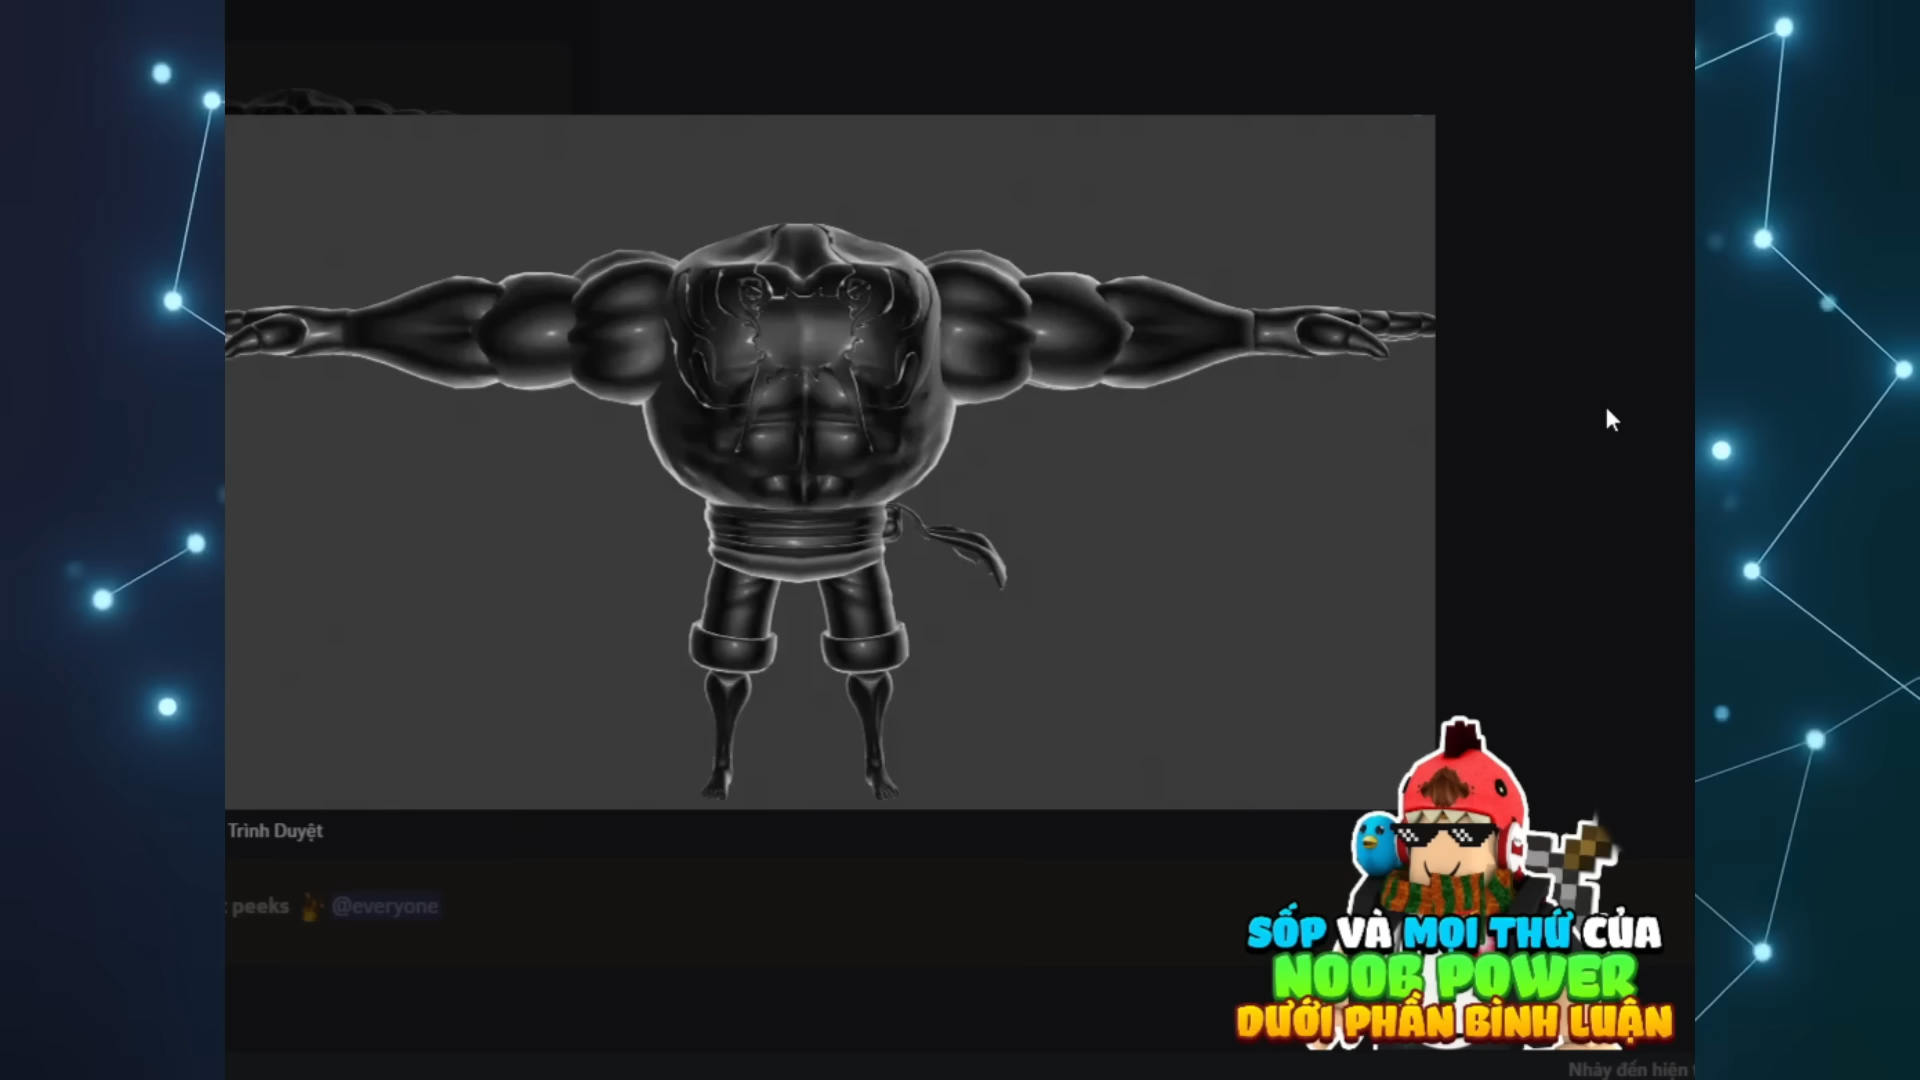 Trình Duyệt
peeks @everyone
SỐP VÀ MỌI THỨ CỦA
NOOB POWER
DƯỚI PHẦN BÌNH LUẬN
Nhảy đến hiện